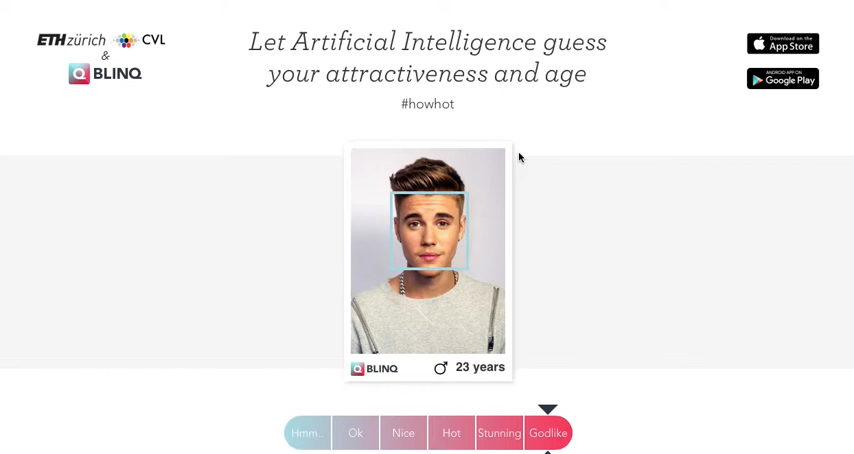 ETH zürich CVL
&
BLINQ
Let Artificial Intelligence guess
your attractiveness and age
#howhot
Download on the
App Store
ANDROID APP ON
Google Play
BLINQ 23 years
Hmm.. Ok Nice Hot Stunning Godlike